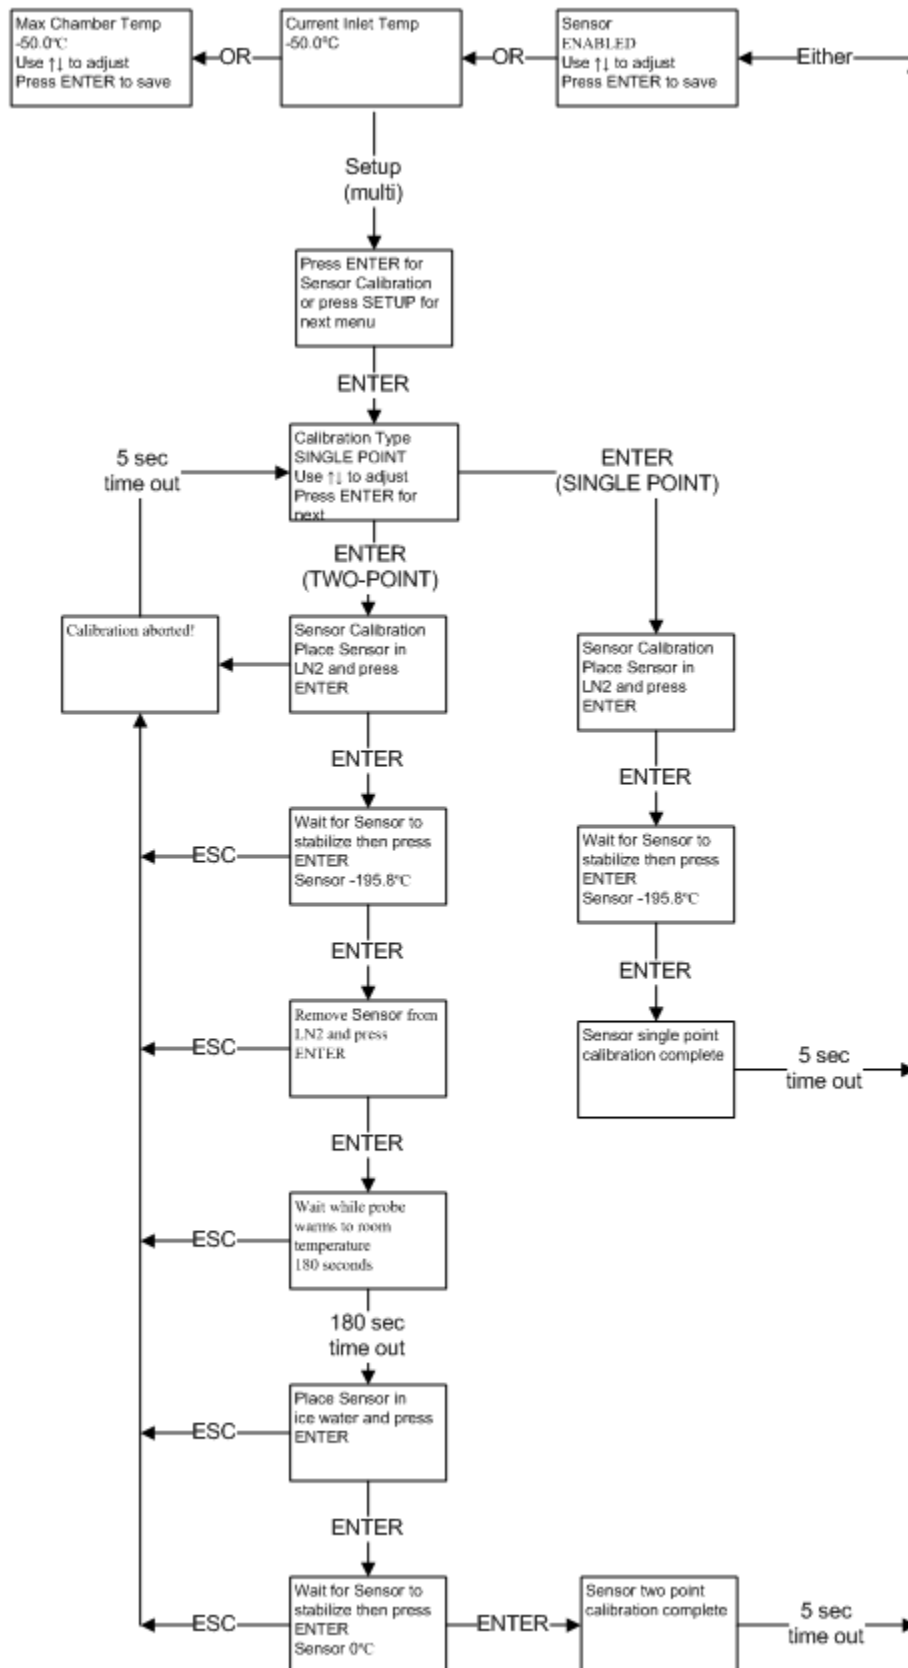 Max Chamber Temp
-50.0°C
Use ↑↓ to adjust
Press ENTER to save
OR
Current Inlet Temp
-50.0°C
OR
Sensor
ENABLED
Use ↑↓ to adjust
Press ENTER to save
Either
Setup
(multi)
Press ENTER for
Sensor Calibration
or press SETUP for
next menu
ENTER
5 sec
time out
Calibration Type
SINGLE POINT
Use ↑↓ to adjust
Press ENTER for
next
ENTER
(SINGLE POINT)
ENTER
(TWO-POINT)
Calibration aborted!
Sensor Calibration
Place Sensor in
LN2 and press
ENTER
Sensor Calibration
Place Sensor in
LN2 and press
ENTER
ENTER
ENTER
ESC
Wait for Sensor to
stabilize then press
ENTER
Sensor -195.8°C
Wait for Sensor to
stabilize then press
ENTER
Sensor -195.8°C
ENTER
ENTER
ESC
Remove Sensor from
LN2 and press
ENTER
Sensor single point
calibration complete
5 sec
time out
ENTER
ESC
Wait while probe
warms to room
temperature
180 seconds
180 sec
time out
ESC
Place Sensor in
ice water and press
ENTER
ENTER
ESC
Wait for Sensor to
stabilize then press
ENTER
Sensor 0°C
ENTER
Sensor two point
calibration complete
5 sec
time out